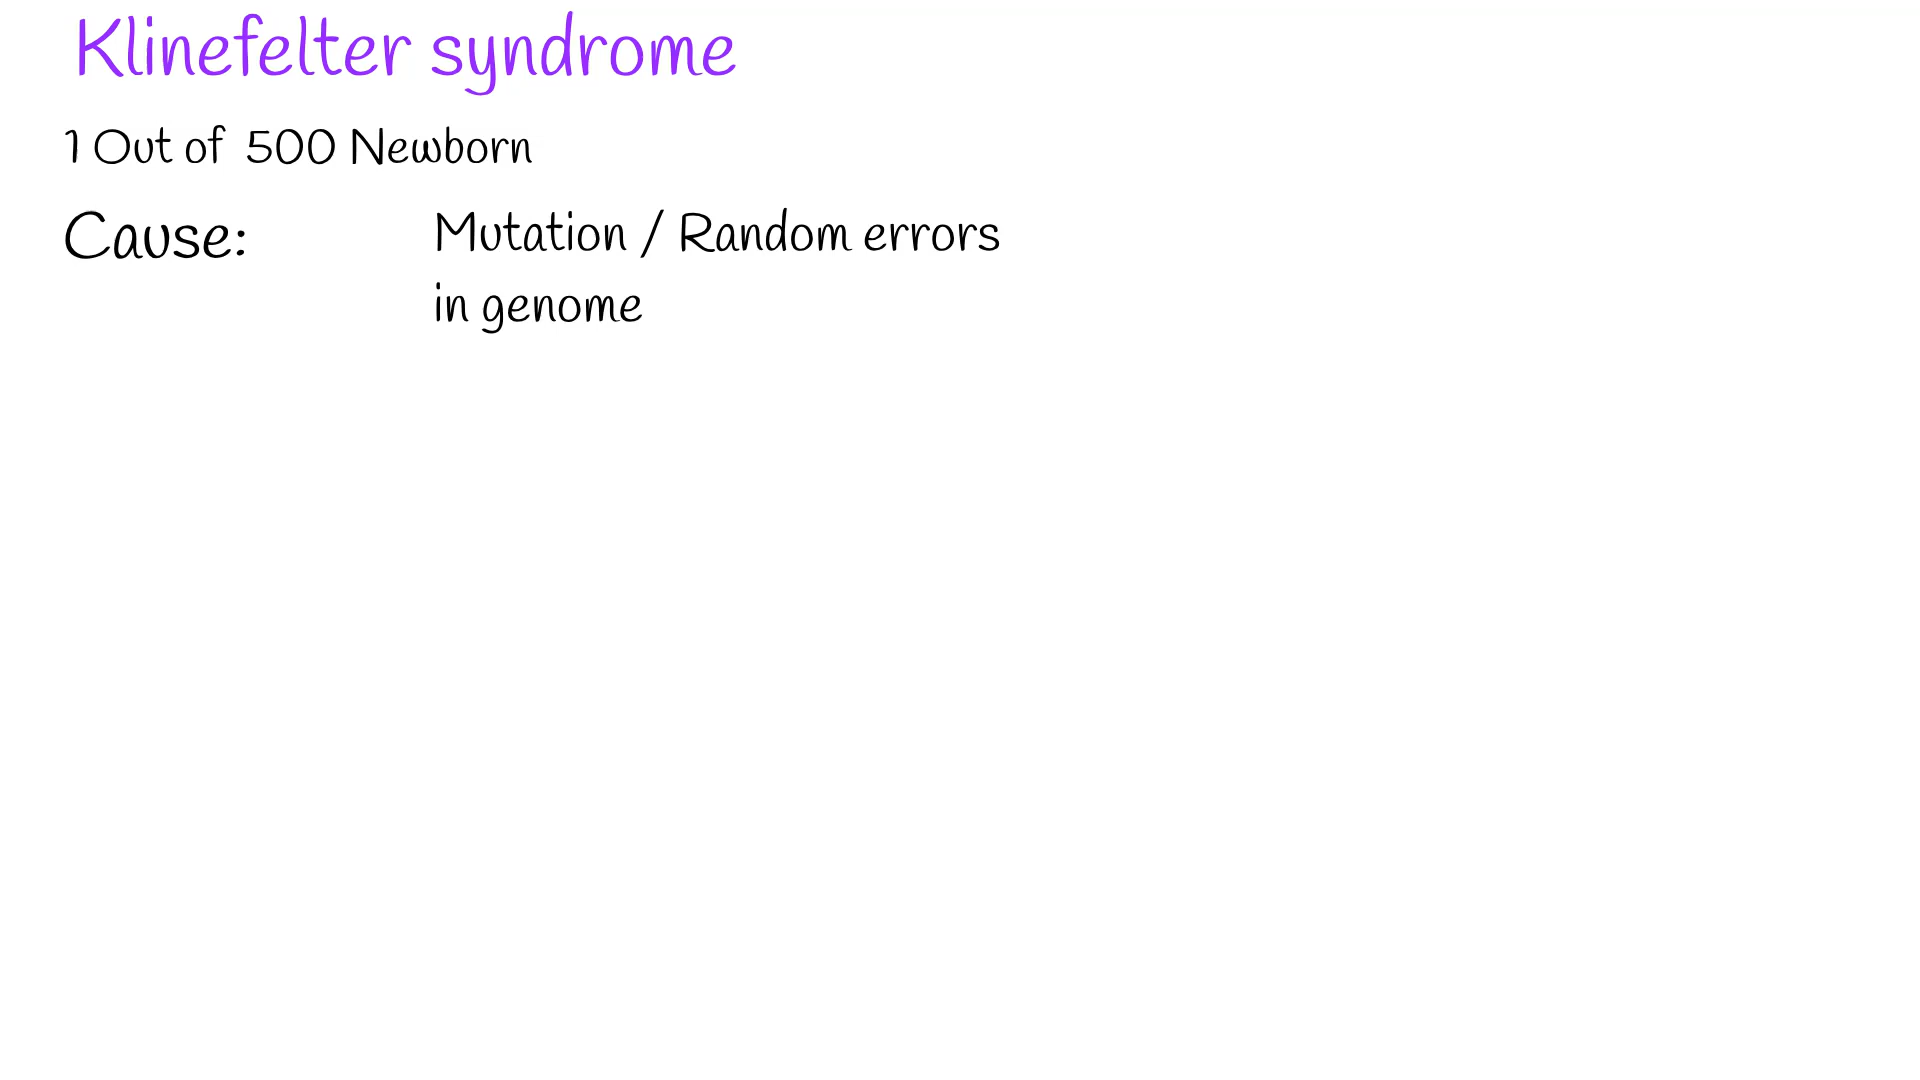 Klinefelter syndrome
1 Out of 500 Newborn
Cause: Mutation / Random errors
in genome